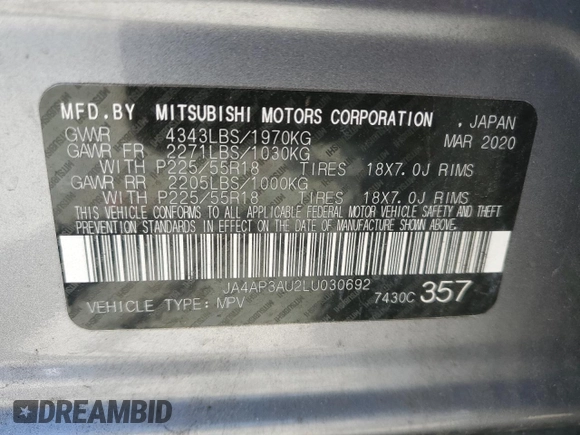 MFD.BY MITSUBISHI MOTORS CORPORATION . JAPAN
GVWR 4343LBS/1970KG MAR 2020
GAWR FR 2271LBS/1030KG
WITH P225/55R18 TIRES 18X7.0J RIMS
GAWR RR 2205LBS/1000KG
WITH P225/55R18 TIRES 18X7.0J RIMS
THIS VEHICLE CONFORMS TO ALL APPLICABLE FEDERAL MOTOR VEHICLE SAFETY AND THEFT
PREVENTION STANDARDS IN EFFECT ON THE DATE OF MANUFACTURE SHOWN ABOVE.
JA4AP3AU2LU030692
VEHICLE TYPE: MPV 7430C 357
DREAMBID